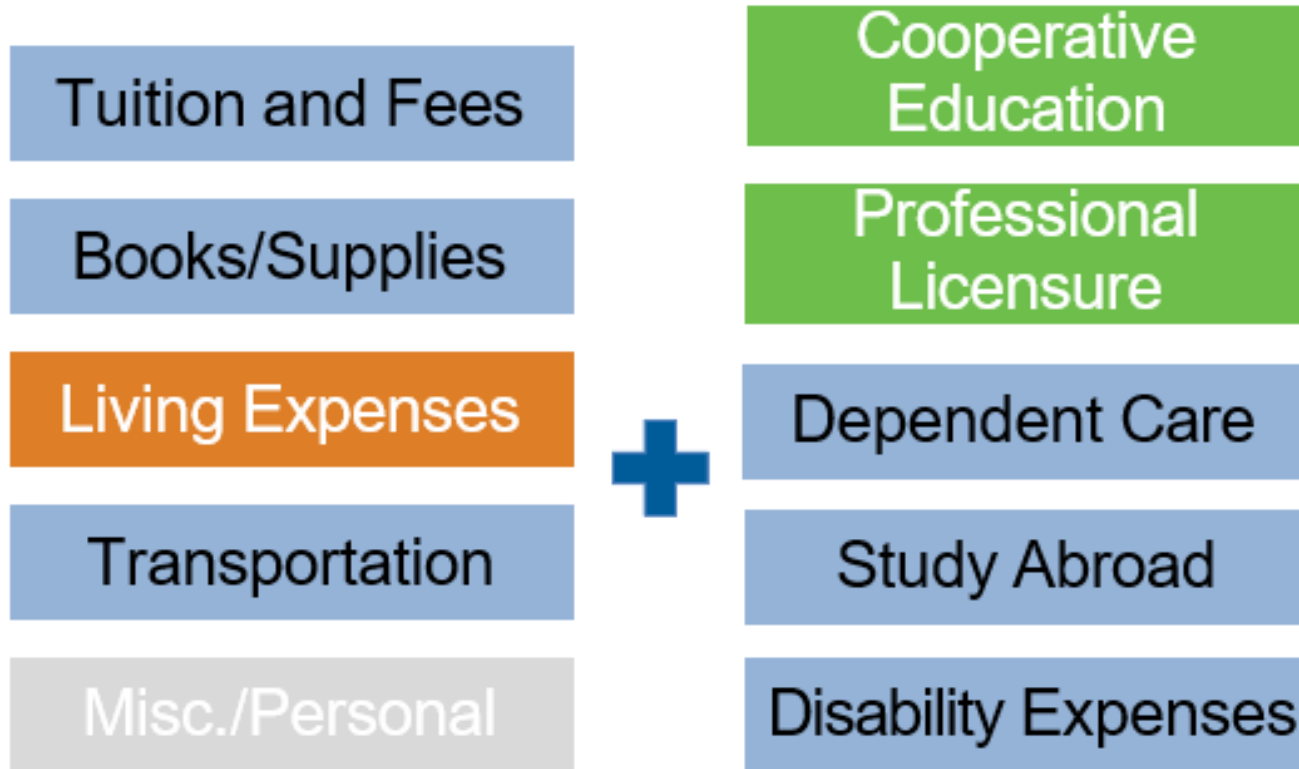 Tuition and Fees
Books/Supplies
Living Expenses
Transportation
Misc./Personal
Cooperative
Education
Professional
Licensure
Dependent Care
Study Abroad
Disability Expenses